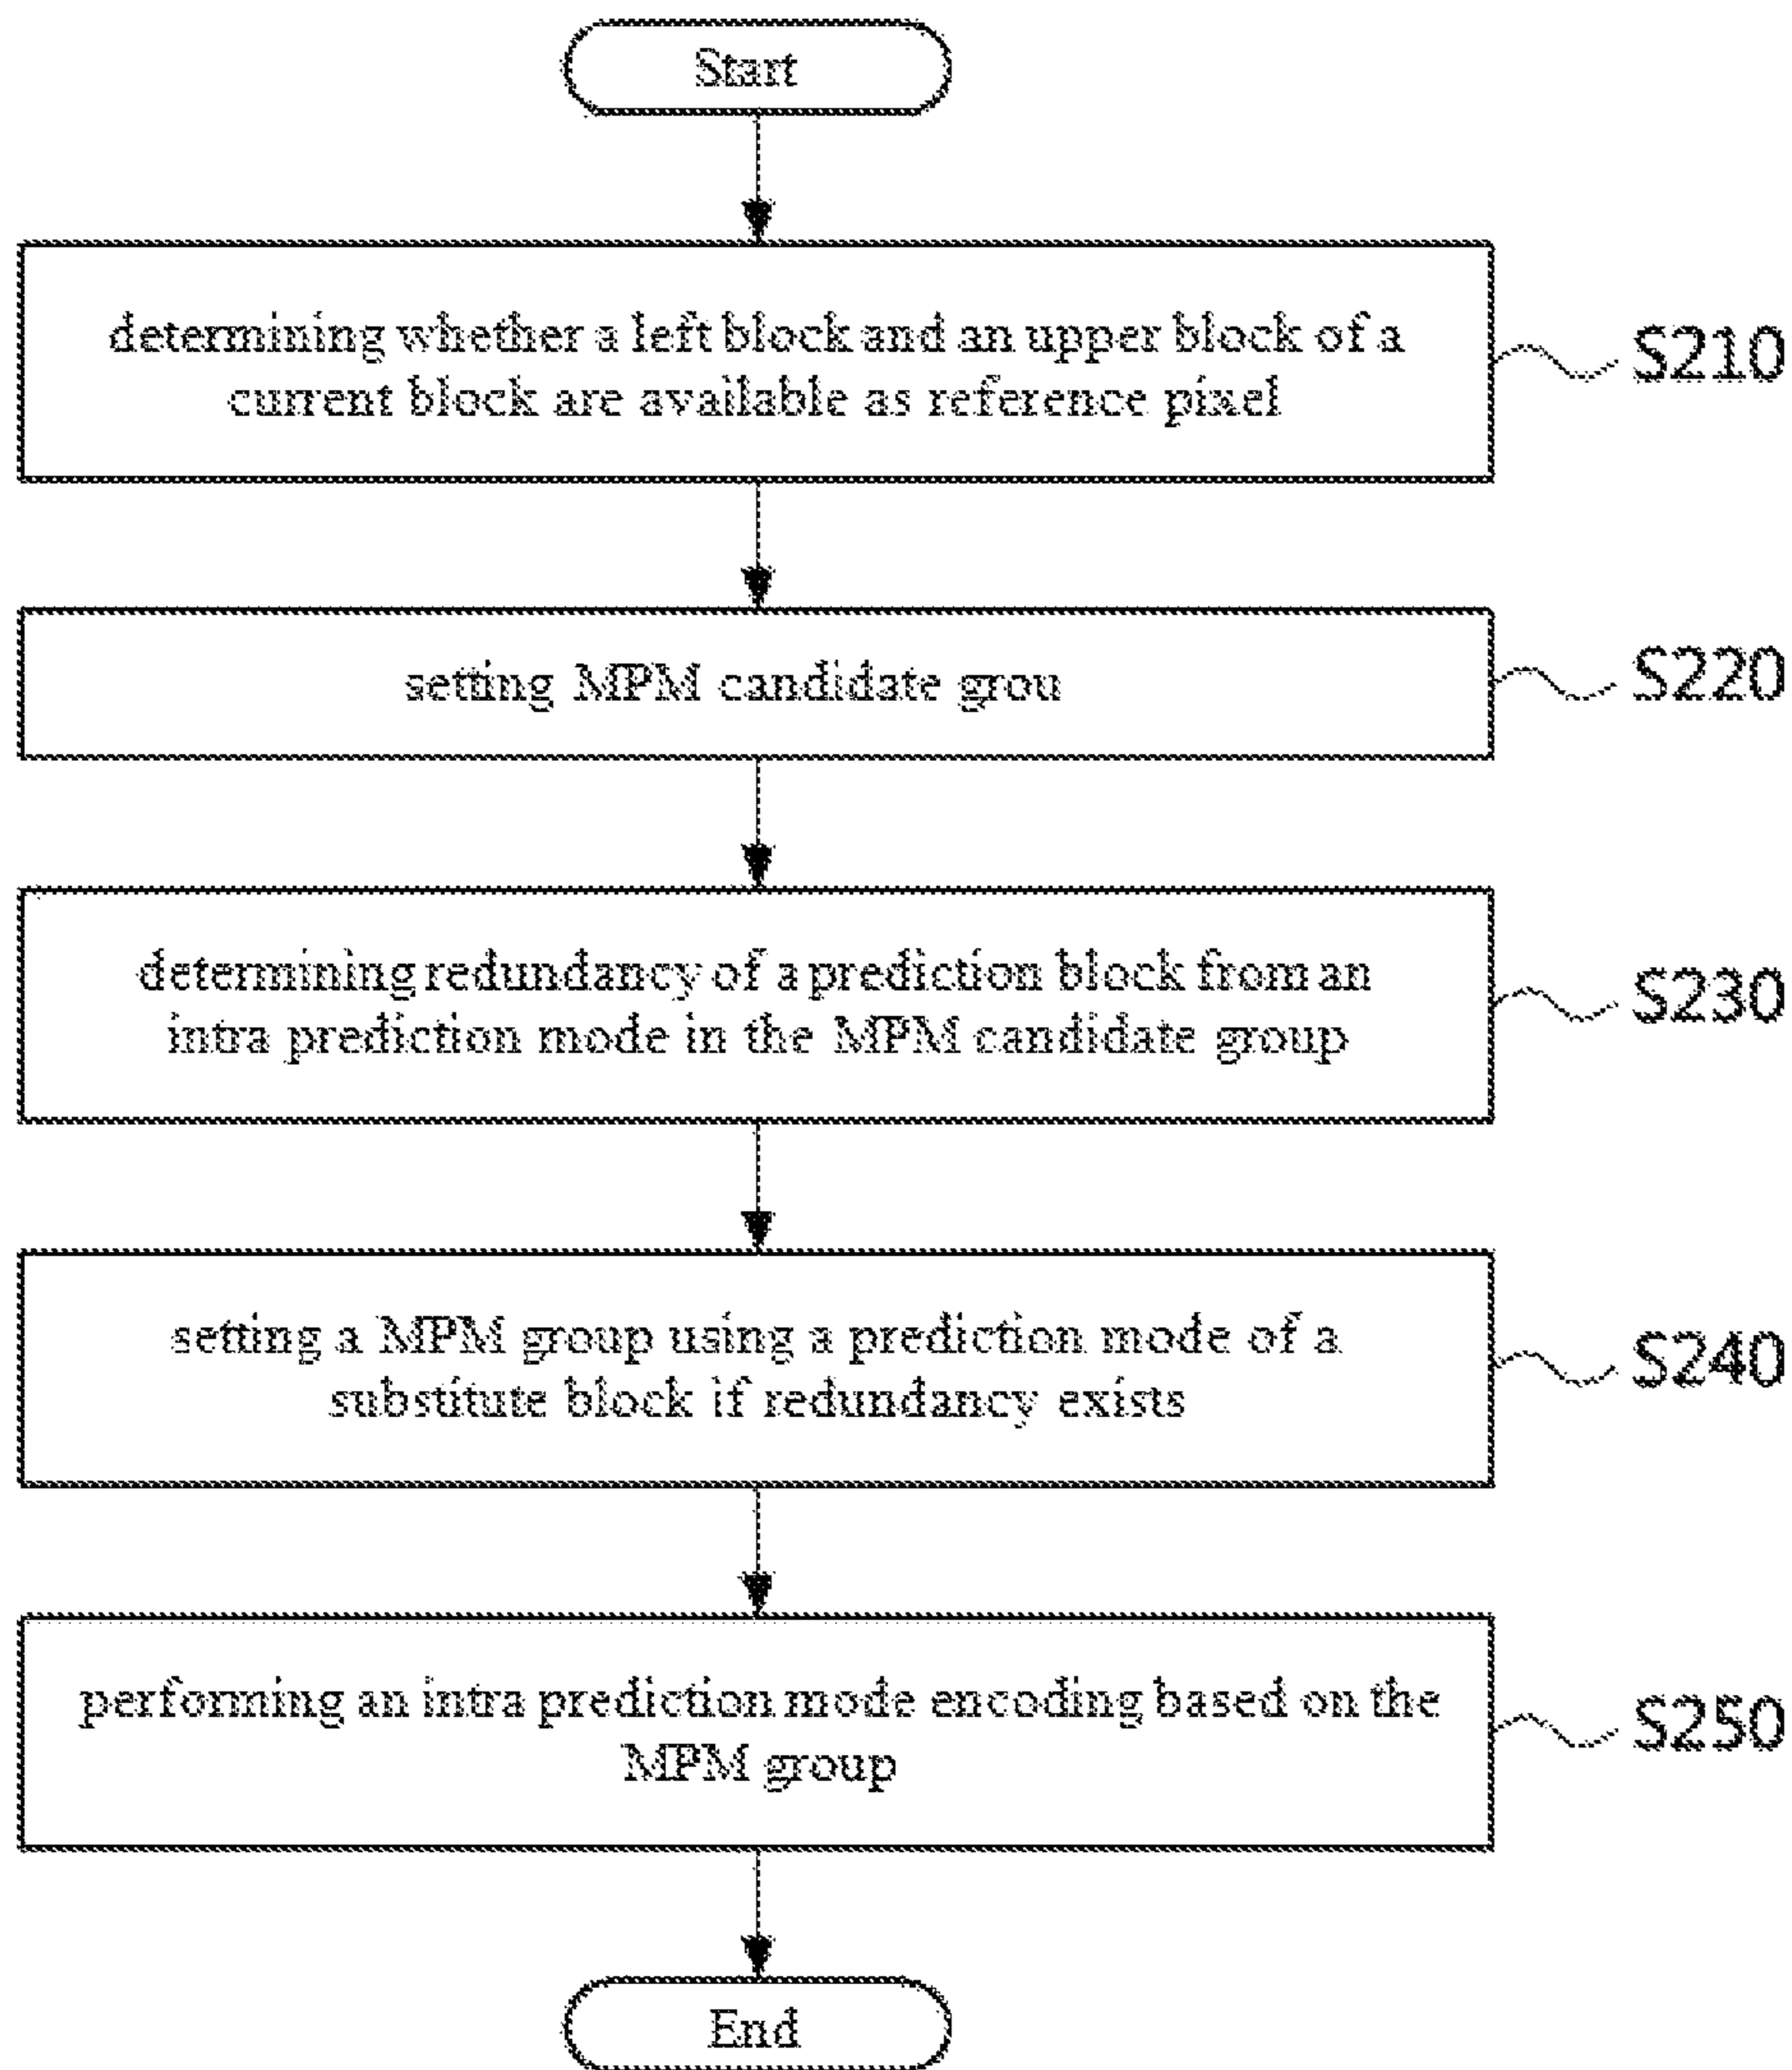 Start
determining whether a left block and an upper block of a
current block are available as reference pixel
S210
setting MPM candidate grou
S220
determining redundancy of a prediction block from an
intra prediction mode in the MPM candidate group
S230
setting a MPM group using a prediction mode of a
substitute block if redundancy exists
S240
performing an intra prediction mode encoding based on the
MPM group
S250
End